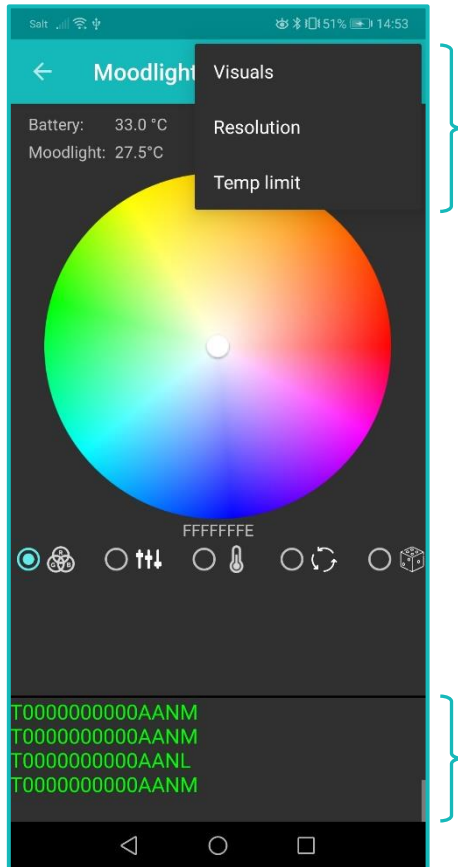 Salt 51% 14:53
Moodlight
Visuals
Battery: 33.0 °C
Resolution
Moodlight: 27.5°C
Temp limit
FFFFFFFE
R
G B
T0000000000AANM
T0000000000AANM
T0000000000AANL
T0000000000AANM